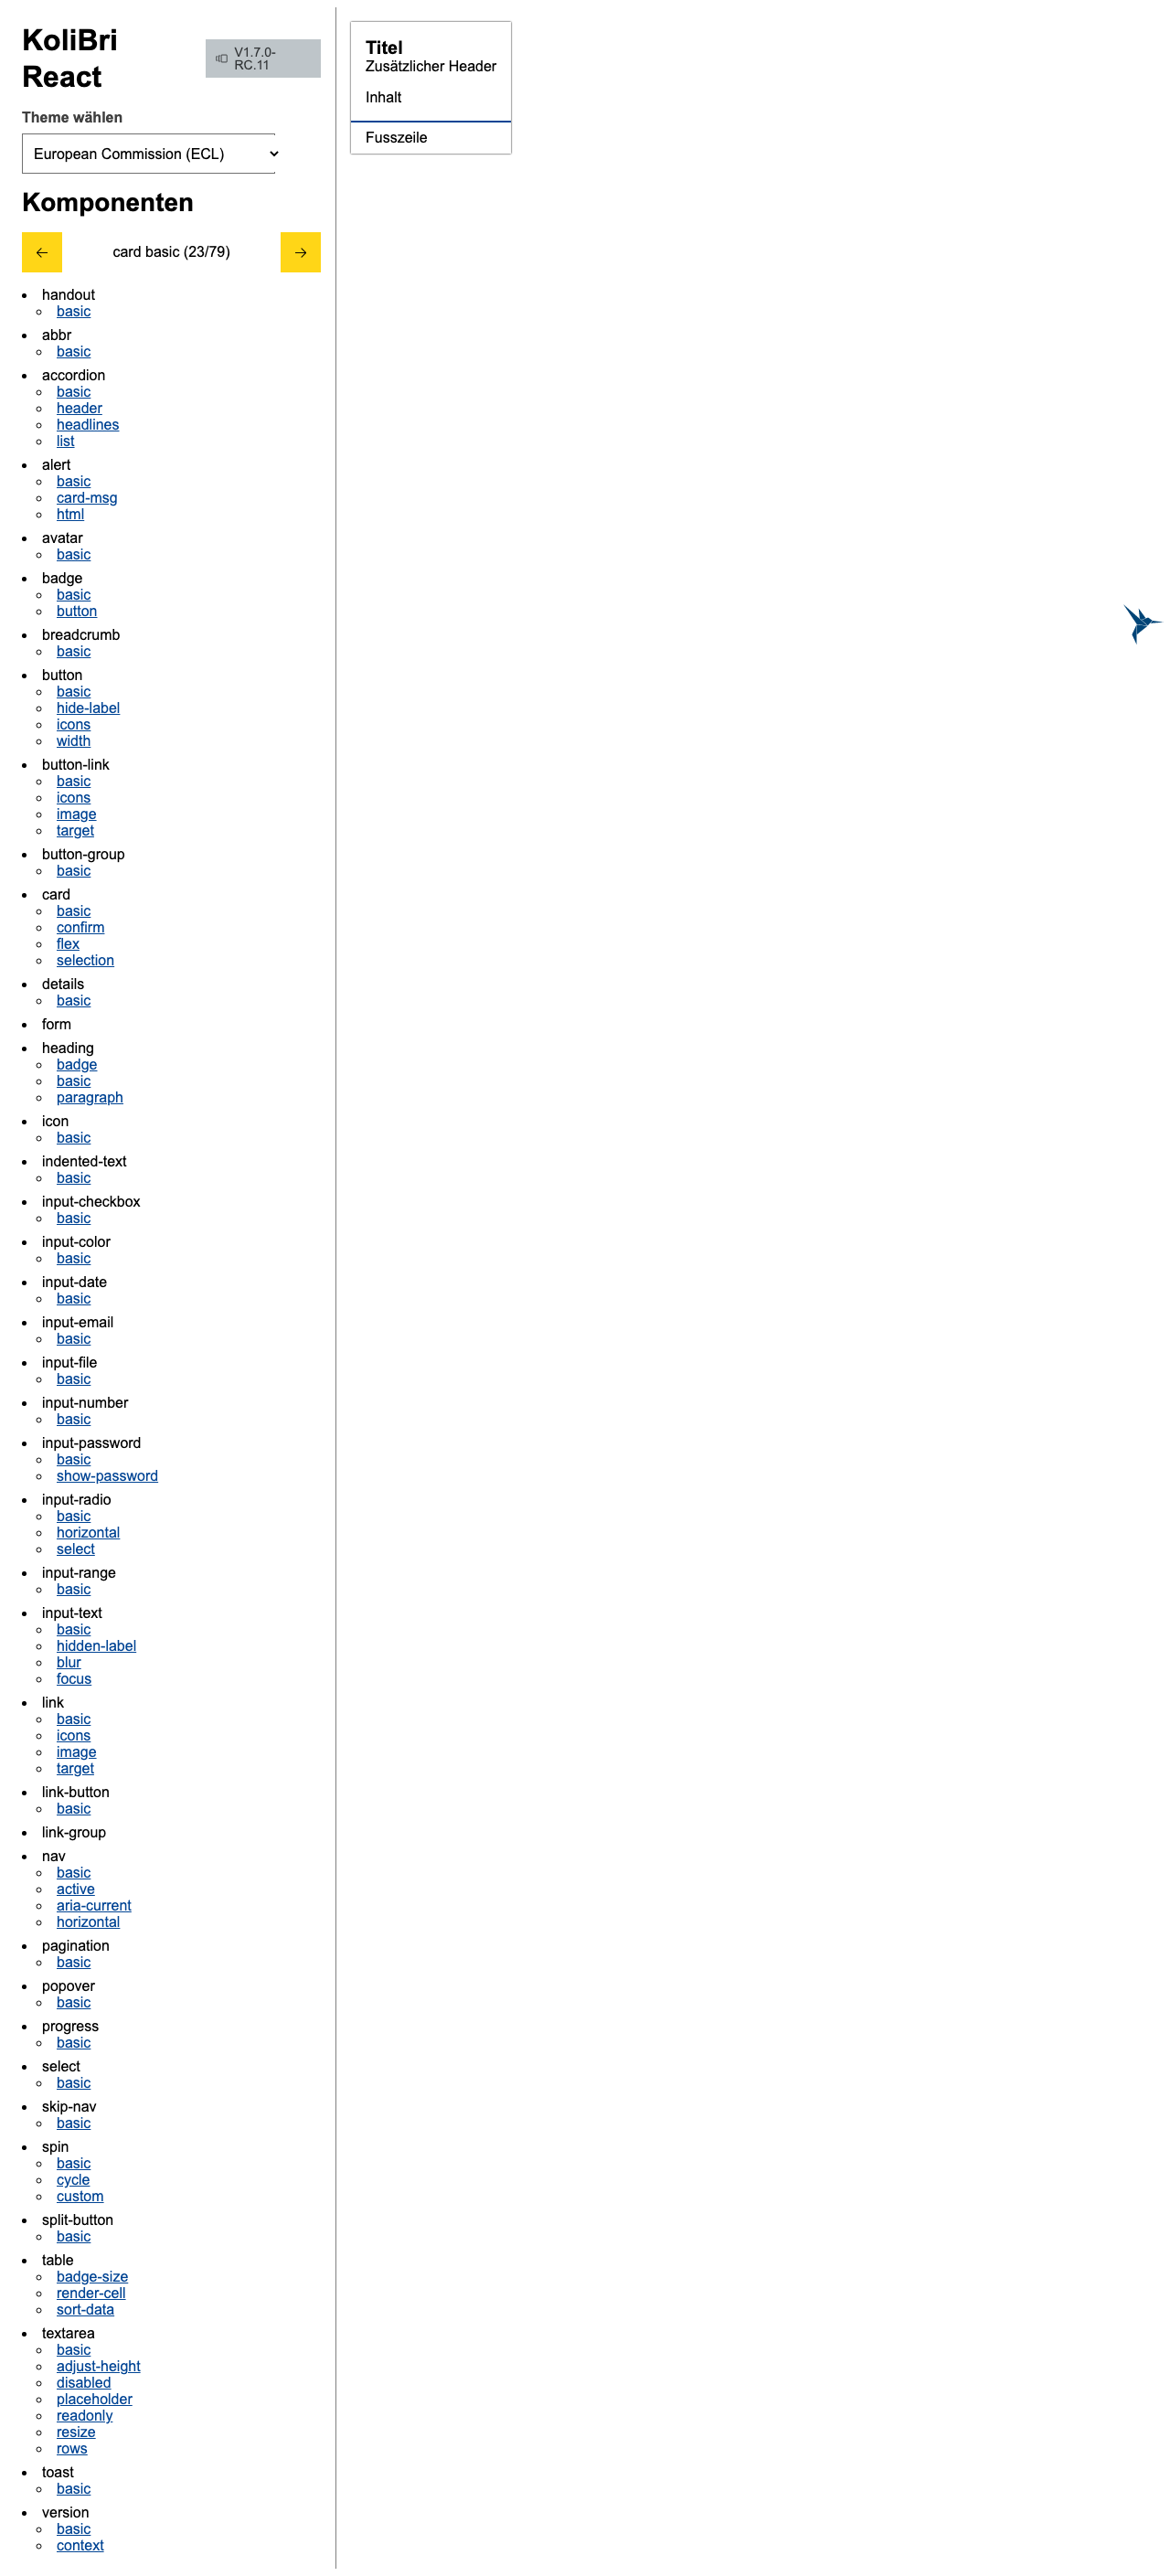 KoliBri
React
V1.7.0-
RC.11
Theme wählen
European Commission (ECL)
Komponenten
card basic (23/79)
handout
basic
abbr
basic
accordion
basic
header
headlines
list
alert
basic
card-msg
html
avatar
basic
badge
basic
button
breadcrumb
basic
button
basic
hide-label
icons
width
button-link
basic
icons
image
target
button-group
basic
card
basic
confirm
flex
selection
details
basic
form
heading
badge
basic
paragraph
icon
basic
indented-text
basic
input-checkbox
basic
input-color
basic
input-date
basic
input-email
basic
input-file
basic
input-number
basic
input-password
basic
show-password
input-radio
basic
horizontal
select
input-range
basic
input-text
basic
hidden-label
blur
focus
link
basic
icons
image
target
link-button
basic
link-group
nav
basic
active
aria-current
horizontal
pagination
basic
popover
basic
progress
basic
select
basic
skip-nav
basic
spin
basic
cycle
custom
split-button
basic
table
badge-size
render-cell
sort-data
textarea
basic
adjust-height
disabled
placeholder
readonly
resize
rows
toast
basic
version
basic
context
Titel
Zusätzlicher Header
Inhalt
Fusszeile